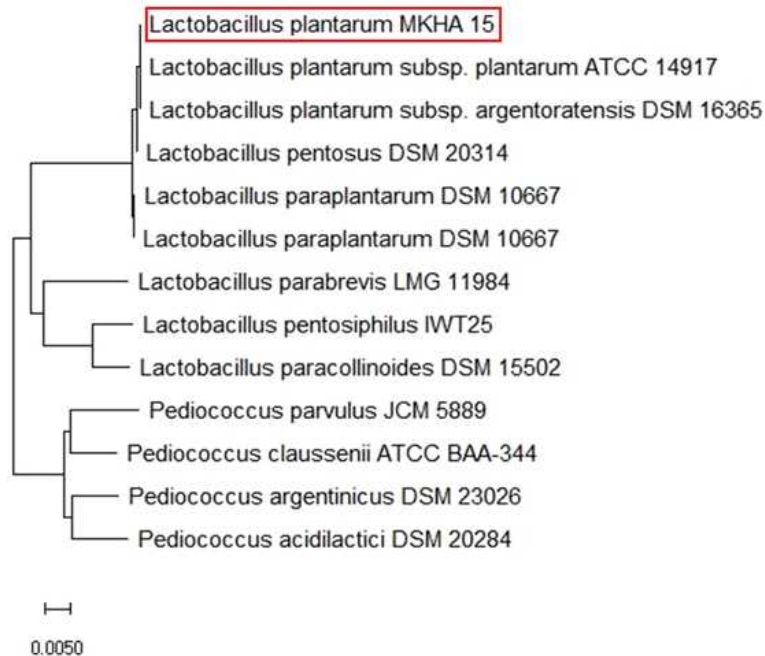 Lactobacillus plantarum MKHA 15
Lactobacillus plantarum subsp. plantarum ATCC 14917
Lactobacillus plantarum subsp. argentoratensis DSM 16365
Lactobacillus pentosus DSM 20314
Lactobacillus paraplantarum DSM 10667
Lactobacillus paraplantarum DSM 10667
Lactobacillus parabrevis LMG 11984
Lactobacillus pentosiphilus IWT25
Lactobacillus paracollinoides DSM 15502
Pediococcus parvulus JCM 5889
Pediococcus claussenii ATCC BAA-344
Pediococcus argentinicus DSM 23026
Pediococcus acidilactici DSM 20284
0.0050